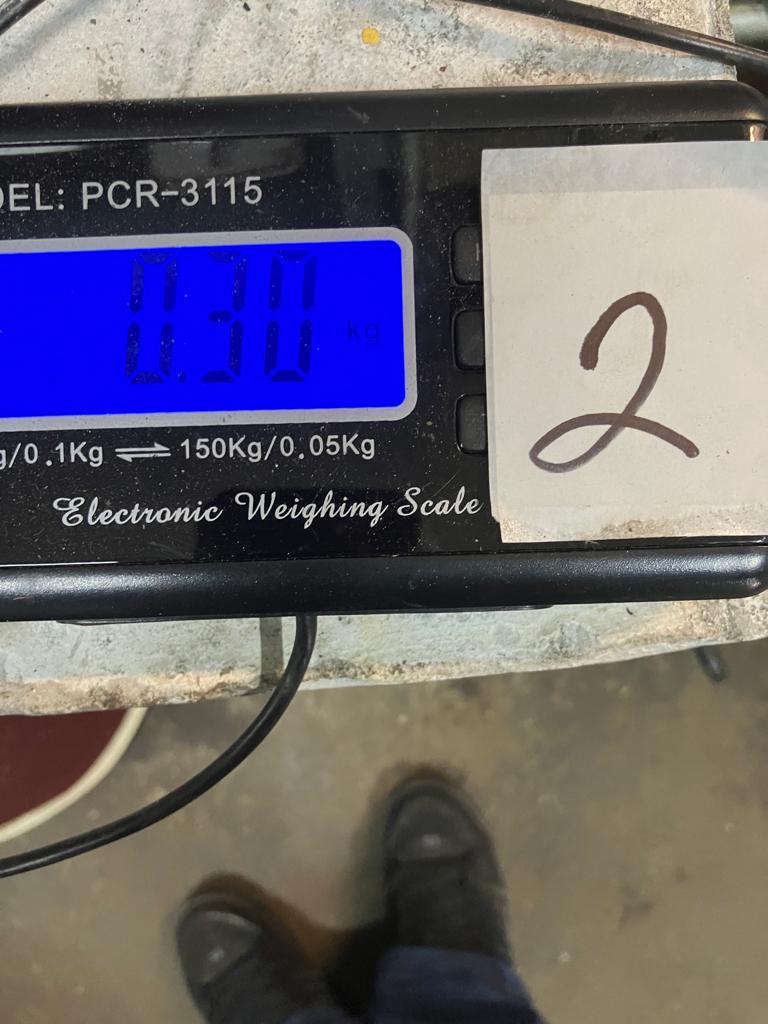 DEL: PCR-3115
0.30 kg
g/0.1Kg ⇌ 150Kg/0.05Kg
Electronic Weighing Scale
2